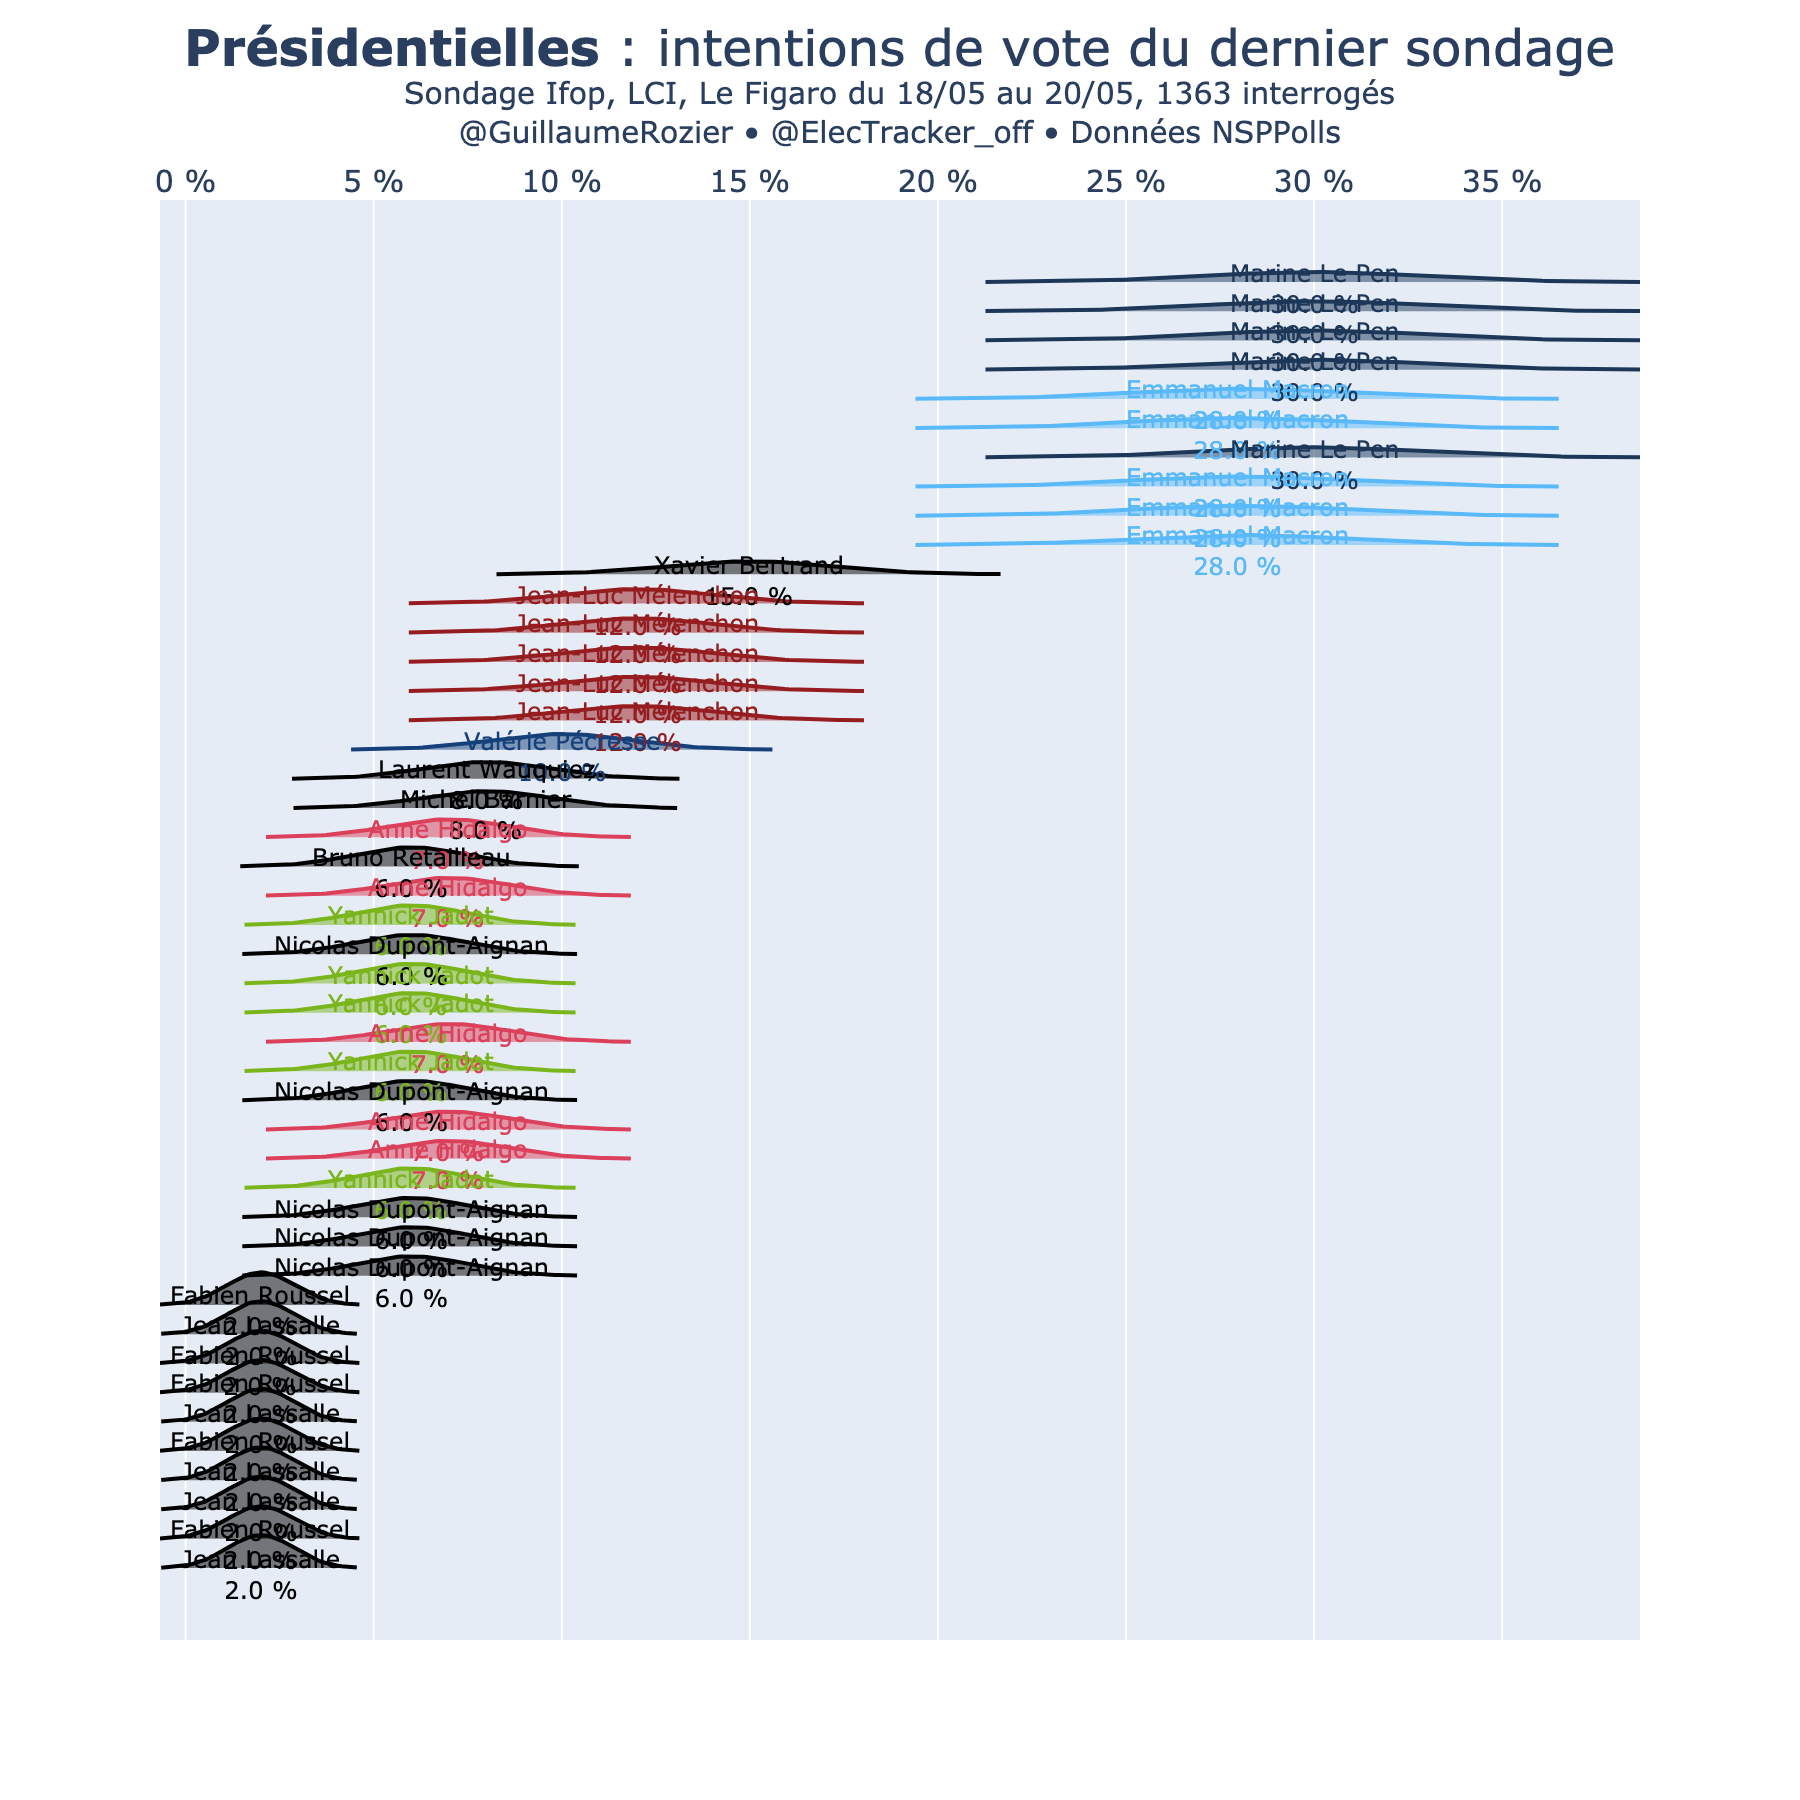 Présidentielles : intentions de vote du dernier sondage
Sondage Ifop, LCI, Le Figaro du 18/05 au 20/05, 1363 interrogés
@GuillaumeRozier • @ElecTracker_off • Données NSPPolls
0 % 5 % 10 % 15 % 20 % 25 % 30 % 35 %
Marine Le Pen
30.0 %
Marine Le Pen
30.0 %
Marine Le Pen
30.0 %
Marine Le Pen
30.0 %
Emmanuel Macron
28.0 %
Emmanuel Macron
28.0 %
Marine Le Pen
30.0 %
Emmanuel Macron
28.0 %
Emmanuel Macron
28.0 %
Emmanuel Macron
28.0 %
Xavier Bertrand
15.0 %
Jean-Luc Mélenchon
12.0 %
Jean-Luc Mélenchon
12.0 %
Jean-Luc Mélenchon
12.0 %
Jean-Luc Mélenchon
12.0 %
Jean-Luc Mélenchon
12.0 %
Valérie Pécresse
10.0 %
Laurent Wauquiez
8.0 %
Michel Barnier
8.0 %
Anne Hidalgo
7.0 %
Bruno Retailleau
6.0 %
Anne Hidalgo
7.0 %
Yannick Jadot
6.0 %
Nicolas Dupont-Aignan
6.0 %
Yannick Jadot
6.0 %
Yannick Jadot
6.0 %
Anne Hidalgo
7.0 %
Yannick Jadot
6.0 %
Nicolas Dupont-Aignan
6.0 %
Anne Hidalgo
7.0 %
Anne Hidalgo
7.0 %
Yannick Jadot
6.0 %
Nicolas Dupont-Aignan
6.0 %
Nicolas Dupont-Aignan
6.0 %
Nicolas Dupont-Aignan
6.0 %
Fabien Roussel
2.0 %
Jean Lassalle
2.0 %
Fabien Roussel
2.0 %
Fabien Roussel
2.0 %
Jean Lassalle
2.0 %
Fabien Roussel
2.0 %
Jean Lassalle
2.0 %
Jean Lassalle
2.0 %
Fabien Roussel
2.0 %
Jean Lassalle
2.0 %